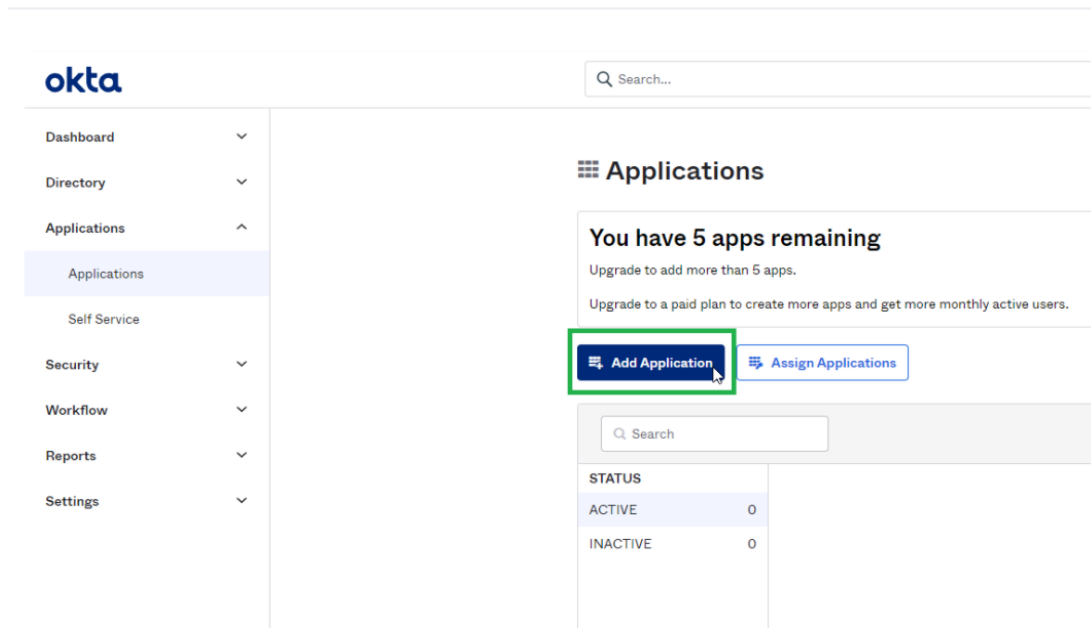 okta
Search...
Dashboard
Directory
Applications
Applications
Self Service
Security
Workflow
Reports
Settings
Applications
You have 5 apps remaining
Upgrade to add more than 5 apps.
Upgrade to a paid plan to create more apps and get more monthly active users.
Add Application
Assign Applications
Search
STATUS
ACTIVE 0
INACTIVE 0